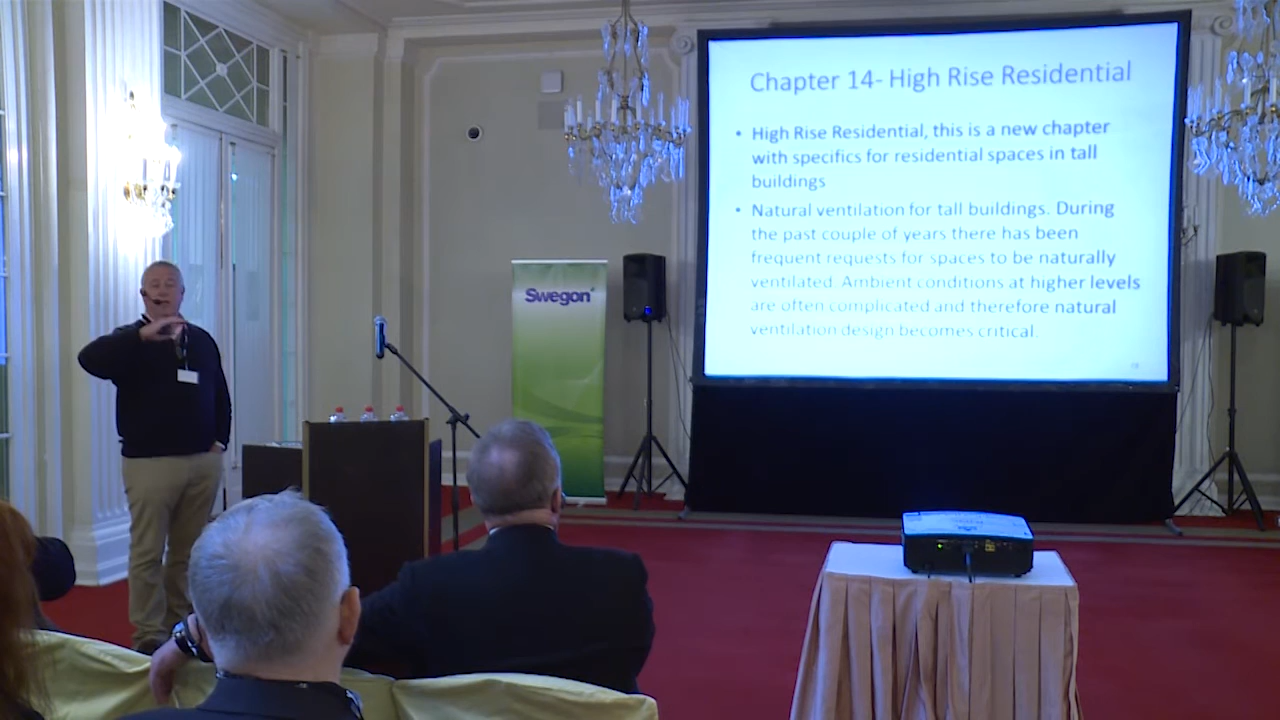 Chapter 14- High Rise Residential
• High Rise Residential, this is a new chapter
with specifics for residential spaces in tall
buildings
• Natural ventilation for tall buildings. During
the past couple of years there has been
frequent requests for spaces to be naturally
ventilated. Ambient conditions at higher levels
are often complicated and therefore natural
ventilation design becomes critical.
Swegon